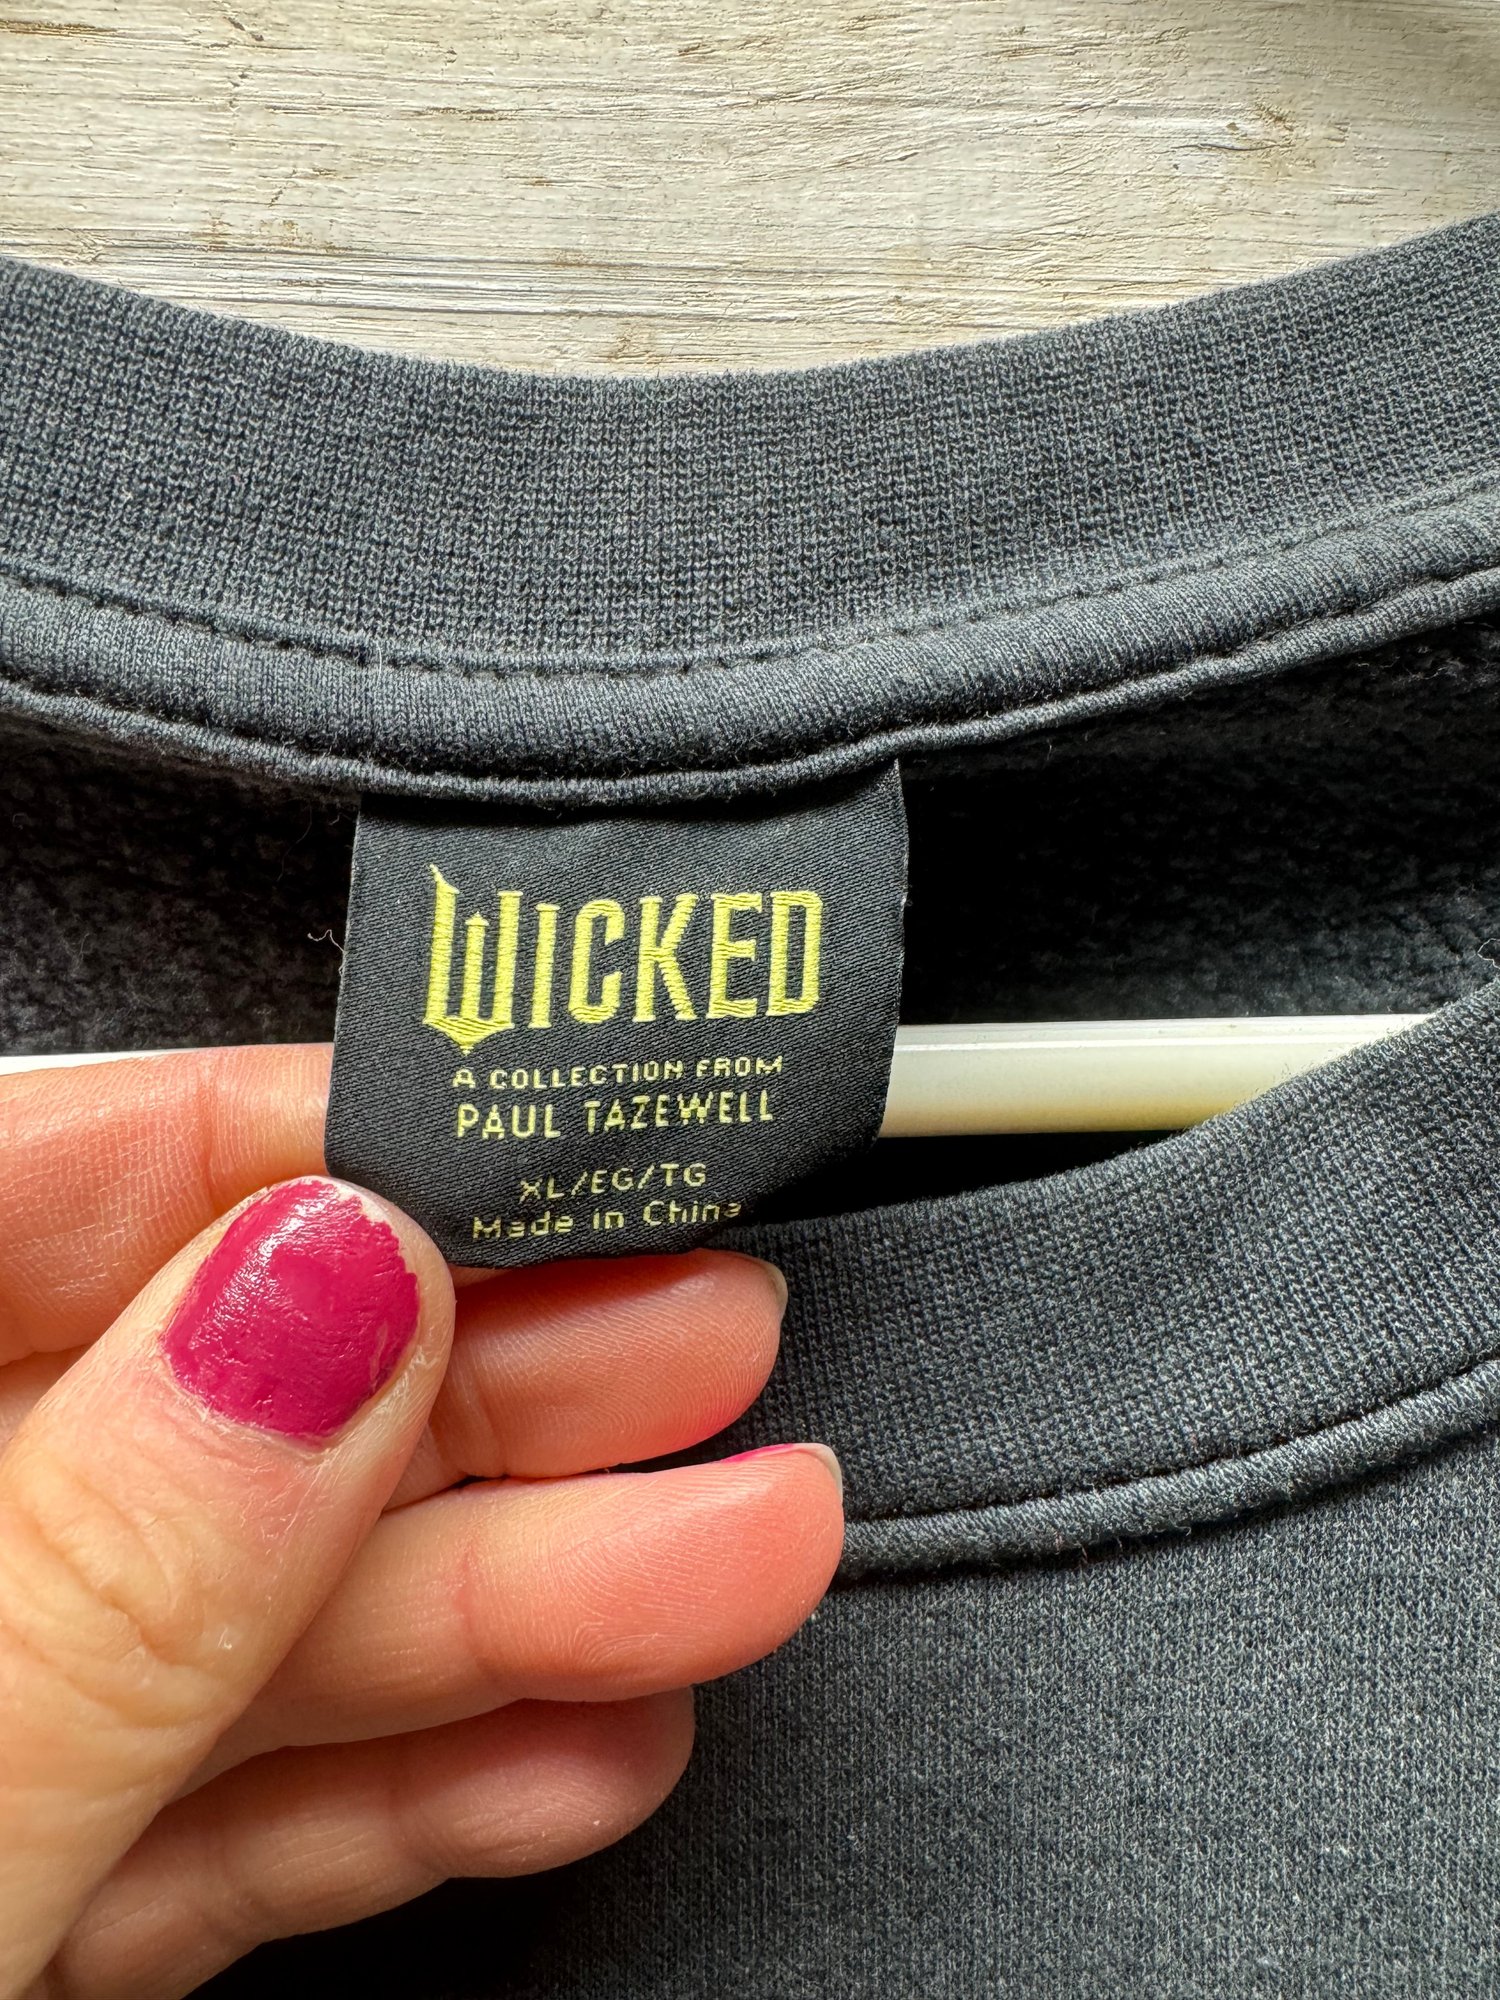 WICKED
A COLLECTION FROM
PAUL TAZEWELL
XL/EG/TG
Made in China